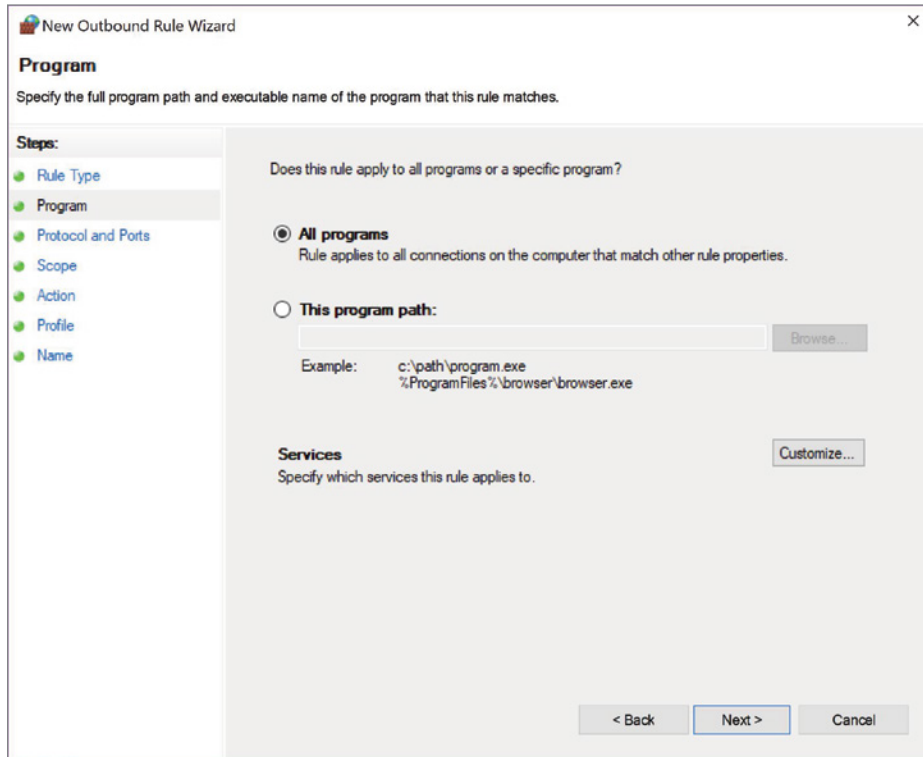 New Outbound Rule Wizard
Program
Specify the full program path and executable name of the program that this rule matches.
Steps:
Rule Type
Program
Protocol and Ports
Scope
Action
Profile
Name
Does this rule apply to all programs or a specific program?
All programs
Rule applies to all connections on the computer that match other rule properties.
This program path:
Browse...
Example: c:\path\program.exe
%ProgramFiles%\browser\browser.exe
Services
Customize...
Specify which services this rule applies to.
< Back Next > Cancel